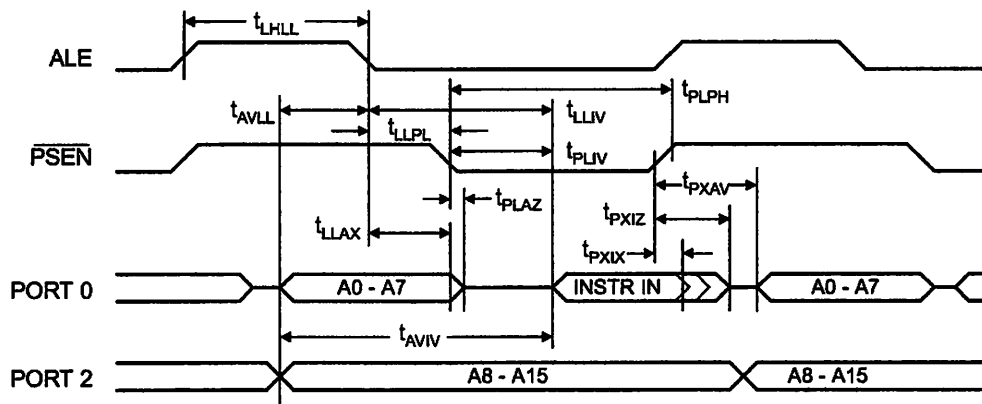 tLHLL
ALE
tAVLL
tLLIV
tPLPH
tLLPL
PSEN
tPLIV
tPLAZ
tPXAV
tLLAX
tPXIZ
tPXIX
PORT 0
A0 - A7
INSTR IN
A0 - A7
tAVIV
PORT 2
A8 - A15
A8 - A15